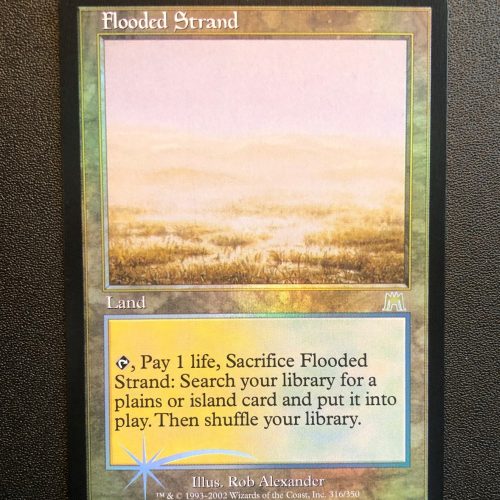 Flooded Strand
Land
, Pay 1 life, Sacrifice Flooded
Strand: Search your library for a
plains or island card and put it into
play. Then shuffle your library.
Illus. Rob Alexander
™ & © 1993-2002 Wizards of the Coast, Inc. 316/350